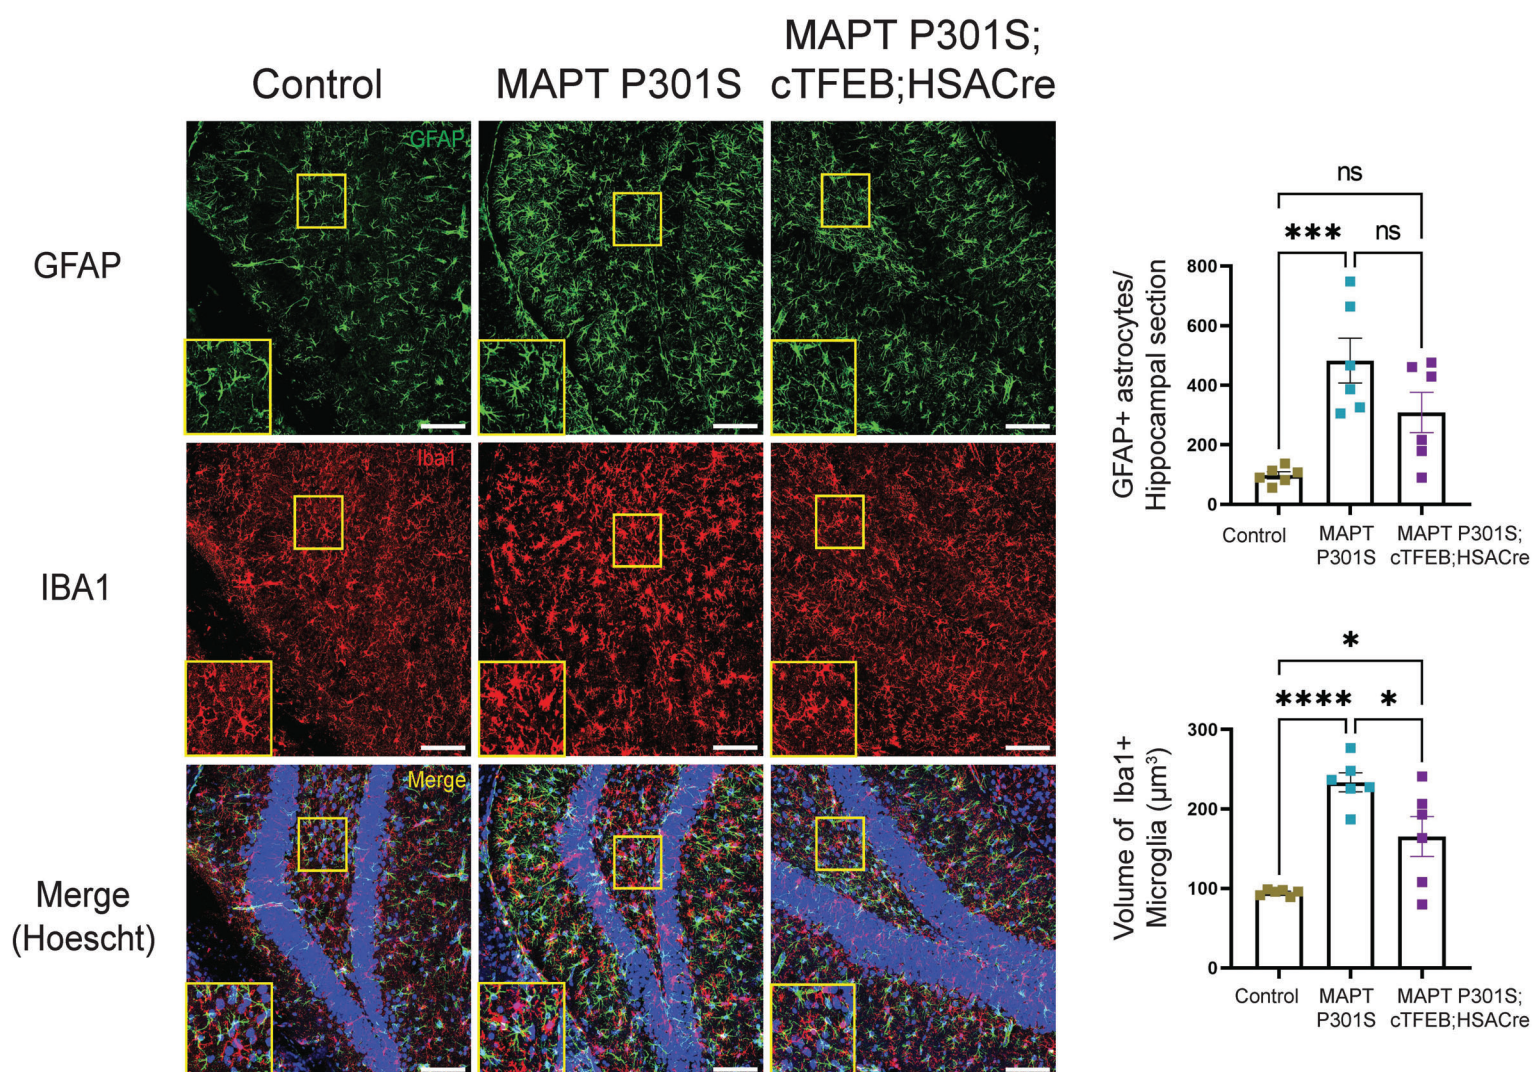 Control
MAPT P301S
MAPT P301S;
cTFEB;HSACre
GFAP
GFAP
IBA1
Iba1
Merge
(Hoescht)
Merge
ns
***
ns
GFAP+ astrocytes/
Hippocampal section
800
600
400
200
0
Control
MAPT
P301S
MAPT P301S;
cTFEB;HSACre
*
****
*
Volume of Iba1+
Microglia (µm³)
300
200
100
0
Control
MAPT
P301S
MAPT P301S;
cTFEB;HSACre